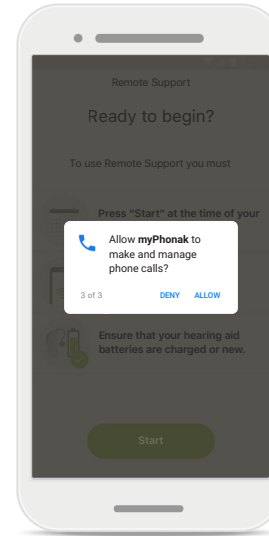 Remote Support
Ready to begin?
To use Remote Support you must
Press "Start" at the time of your
Allow myPhonak to
make and manage
phone calls?
3 of 3 DENY ALLOW
Ensure that your hearing aid
batteries are charged or new.
Start